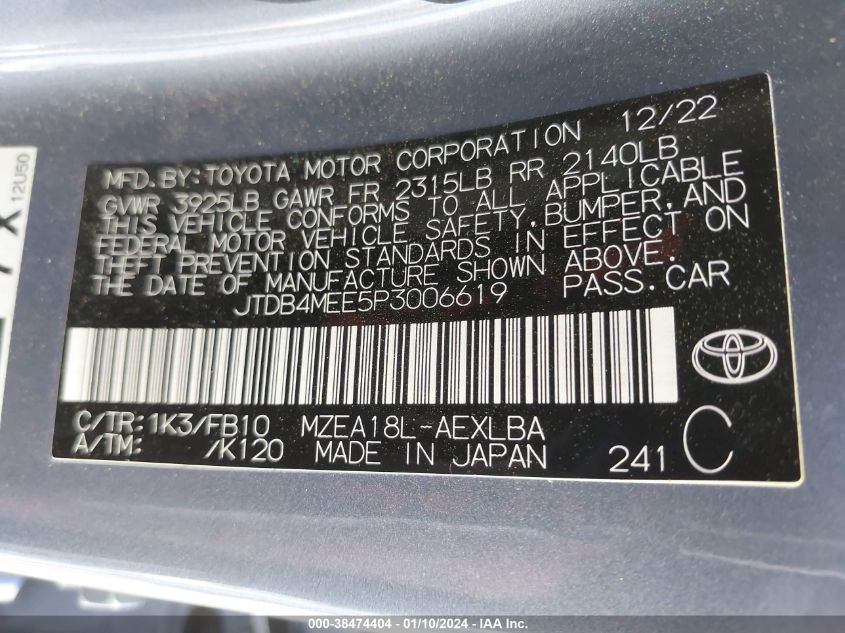 MFD.BY:TOYOTA MOTOR CORPORATION 12/22
GVWR 3925LB GAWR FR 2315LB RR 2140LB
THIS VEHICLE CONFORMS TO ALL APPLICABLE
FEDERAL MOTOR VEHICLE SAFETY,BUMPER,AND
THEFT PREVENTION STANDARDS IN EFFECT ON
THE DATE OF MANUFACTURE SHOWN ABOVE.
JTDB4MEE5P3006619 PASS.CAR
C/TR:1K3/FB10 MZEA18L-AEXLBA
A/TM: /K120 MADE IN JAPAN 241 C
12U50
000-38474404 - 01/10/2024 - IAAI.COM